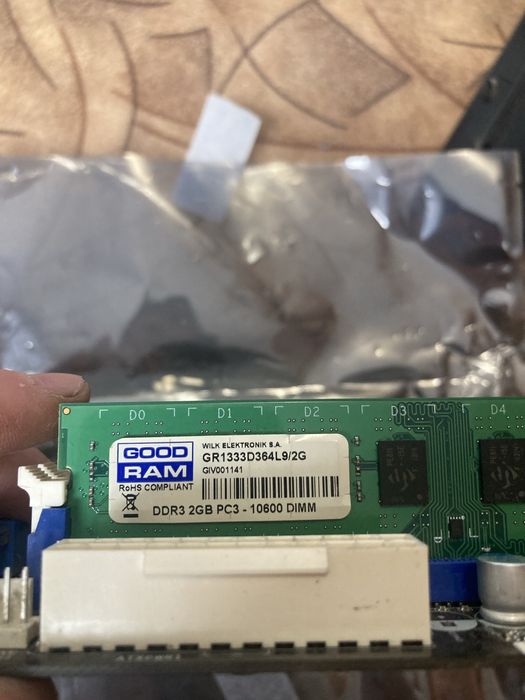 D0 D1 D2 D3 D4
GOOD
RAM
RoHS COMPLIANT
WILK ELEKTRONIK S.A.
GR1333D364L9/2G
GIV001141
DDR3 2GB PC3 - 10600 DIMM